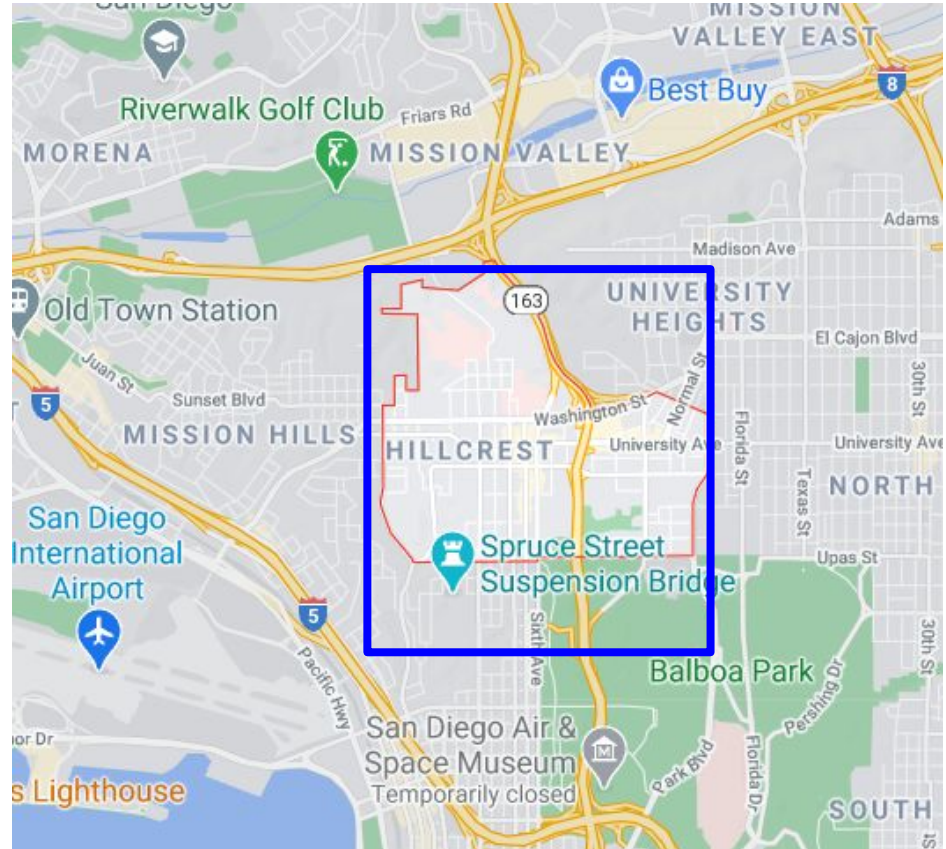 MISSION
VALLEY EAST
8
Best Buy
Riverwalk Golf Club
Friars Rd
MORENA
MISSION VALLEY
Adams
Madison Ave
UNIVERSITY
HEIGHTS
163
Old Town Station
El Cajon Blvd
Juan St
Sunset Blvd
5
Normal St
30th St
Washington St
MISSION HILLS
HILLCREST
University Ave
Florida St
University Ave
Texas St
NORTH
San Diego
International
Airport
Spruce Street
Suspension Bridge
Upas St
5
Sixth Ave
30th St
Pacific Hwy
Balboa Park
Pershing Dr
San Diego Air &
Space Museum
Temporarily closed
or Dr
Park Blvd
Florida Dr
s Lighthouse
SOUTH